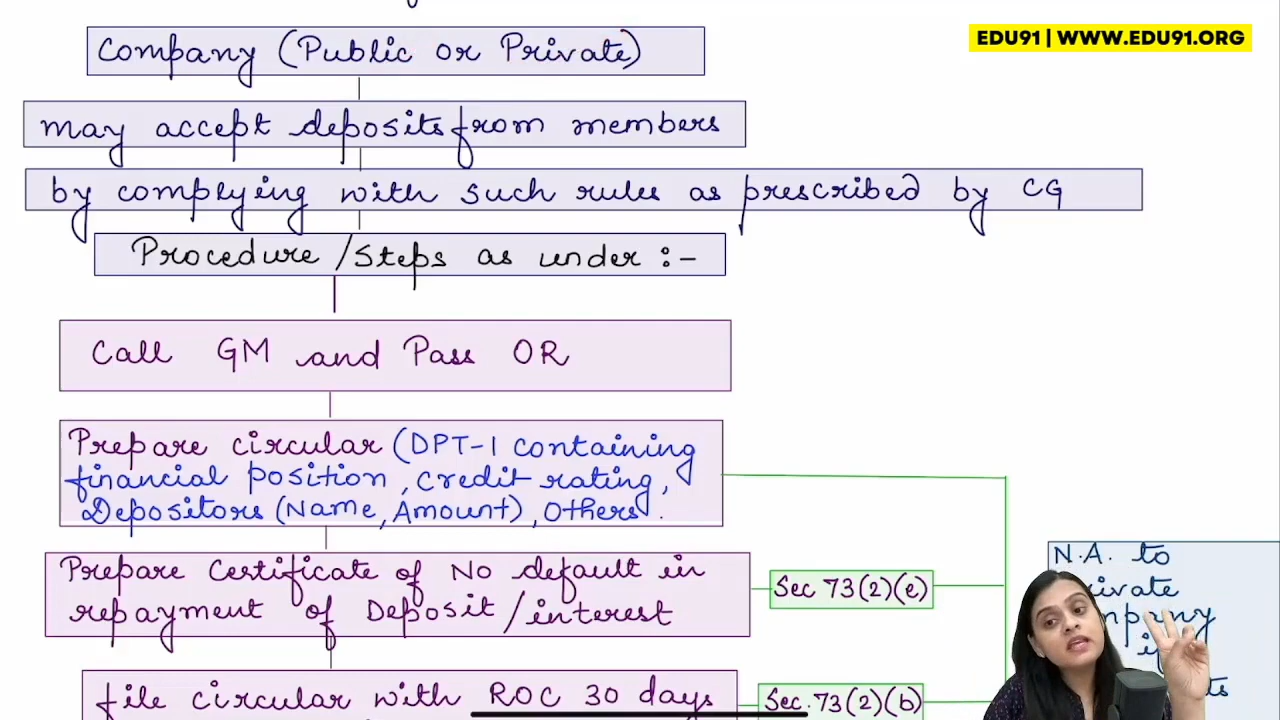 EDU91 | WWW.EDU91.ORG
Company (Public or Private)
may accept deposits from members
by complying with such rules as prescribed by CG
Procedure/Steps as under :-
Call GM and Pass OR
Prepare circular (DPT-1 containing
financial position, credit rating,
Depositors (Name, Amount), Others.
Prepare Certificate of No default in
repayment of Deposit/interest
Sec 73(2)(e)
file circular with ROC 30 days
Sec.73(2)(b)
N.A. to